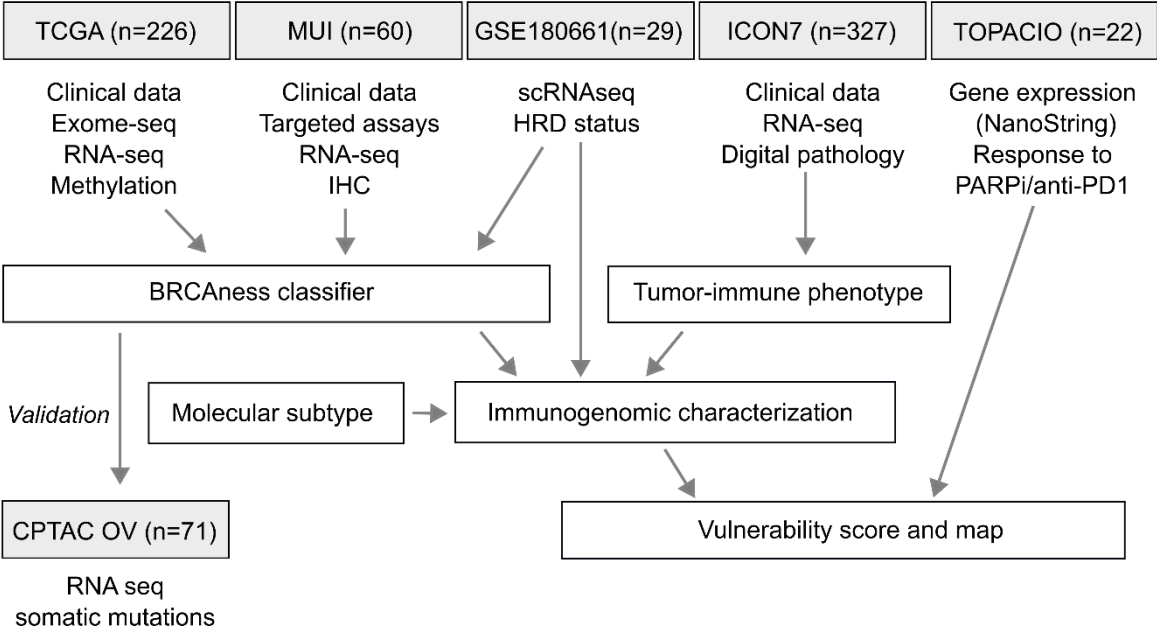 TCGA (n=226)
MUI (n=60)
GSE180661(n=29)
ICON7 (n=327)
TOPACIO (n=22)
Clinical data
Exome-seq
RNA-seq
Methylation
Clinical data
Targeted assays
RNA-seq
IHC
scRNAseq
HRD status
Clinical data
RNA-seq
Digital pathology
Gene expression
(NanoString)
Response to
PARPi/anti-PD1
BRCAness classifier
Tumor-immune phenotype
Validation
Molecular subtype
Immunogenomic characterization
CPTAC OV (n=71)
Vulnerability score and map
RNA seq
somatic mutations